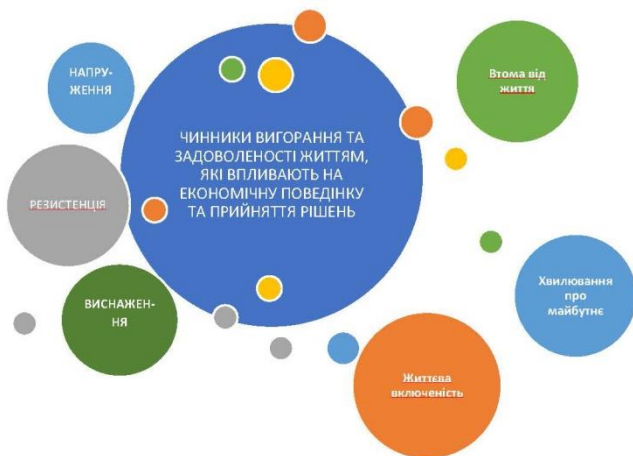 НАПРУ-
ЖЕННЯ
РЕЗИСТЕНЦІЯ
ВИСНАЖЕН-
НЯ
ЧИННИКИ ВИГОРАННЯ ТА
ЗАДОВОЛЕНОСТІ ЖИТТЯМ,
ЯКІ ВПЛИВАЮТЬ НА
ЕКОНОМІЧНУ ПОВЕДІНКУ
ТА ПРИЙНЯТТЯ РІШЕНЬ
Втома від
життя
Хвилювання
про
майбутнє
Життєва
включеність